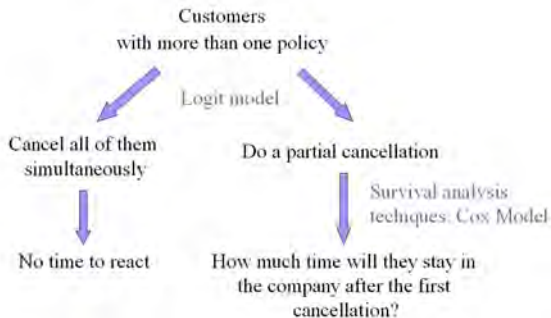 Customers
with more than one policy
Logit model
Cancel all of them
simultaneously
Do a partial cancellation
Survival analysis
techniques: Cox Model
No time to react
How much time will they stay in
the company after the first
cancellation?